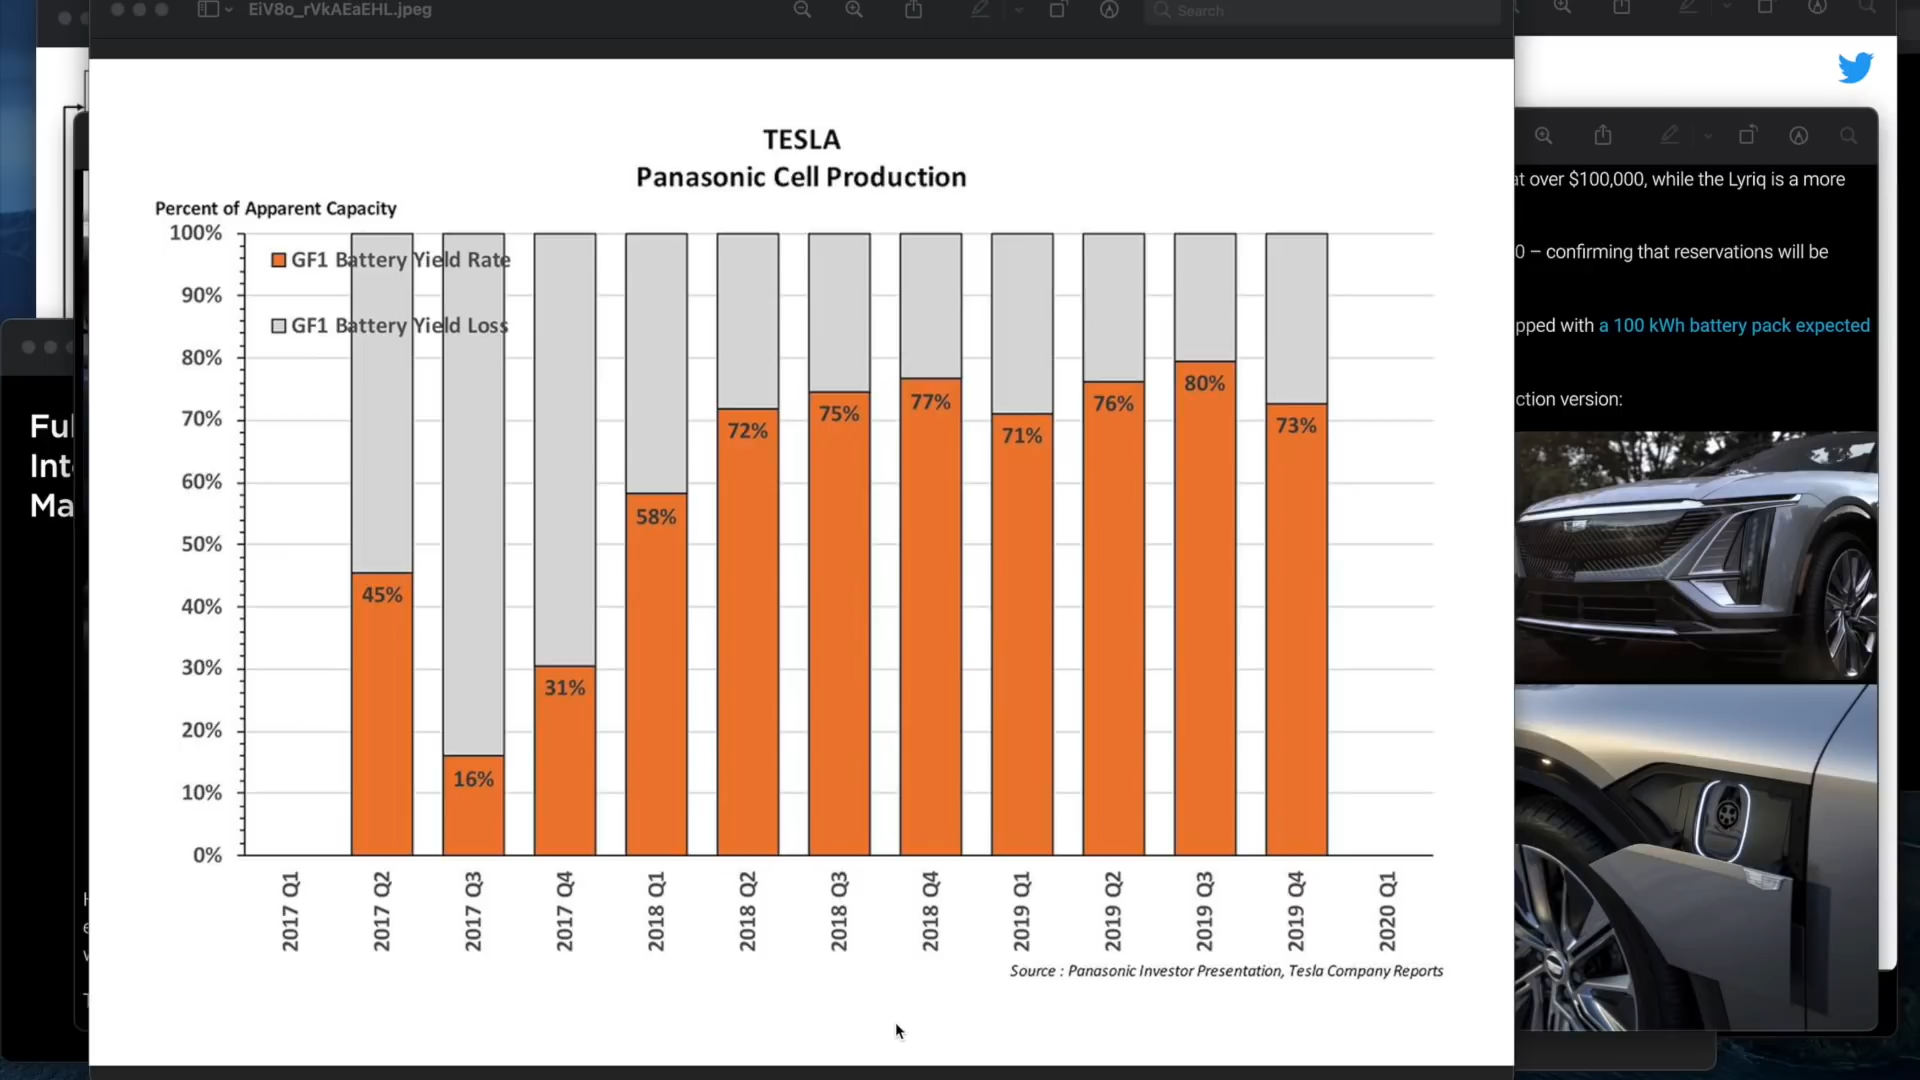 EiV8o_rVkAEaEHL.jpeg
Search
TESLA
Panasonic Cell Production
Percent of Apparent Capacity
100%
90%
80%
70%
60%
50%
40%
30%
20%
10%
0%
GF1 Battery Yield Rate
GF1 Battery Yield Loss
45%
16%
31%
58%
72%
75%
77%
71%
76%
80%
73%
2017 Q1
2017 Q2
2017 Q3
2017 Q4
2018 Q1
2018 Q2
2018 Q3
2018 Q4
2019 Q1
2019 Q2
2019 Q3
2019 Q4
2020 Q1
Source : Panasonic Investor Presentation, Tesla Company Reports
at over $100,000, while the Lyriq is a more
0 – confirming that reservations will be
pped with a 100 kWh battery pack expected
ction version:
Ful
Int
Ma